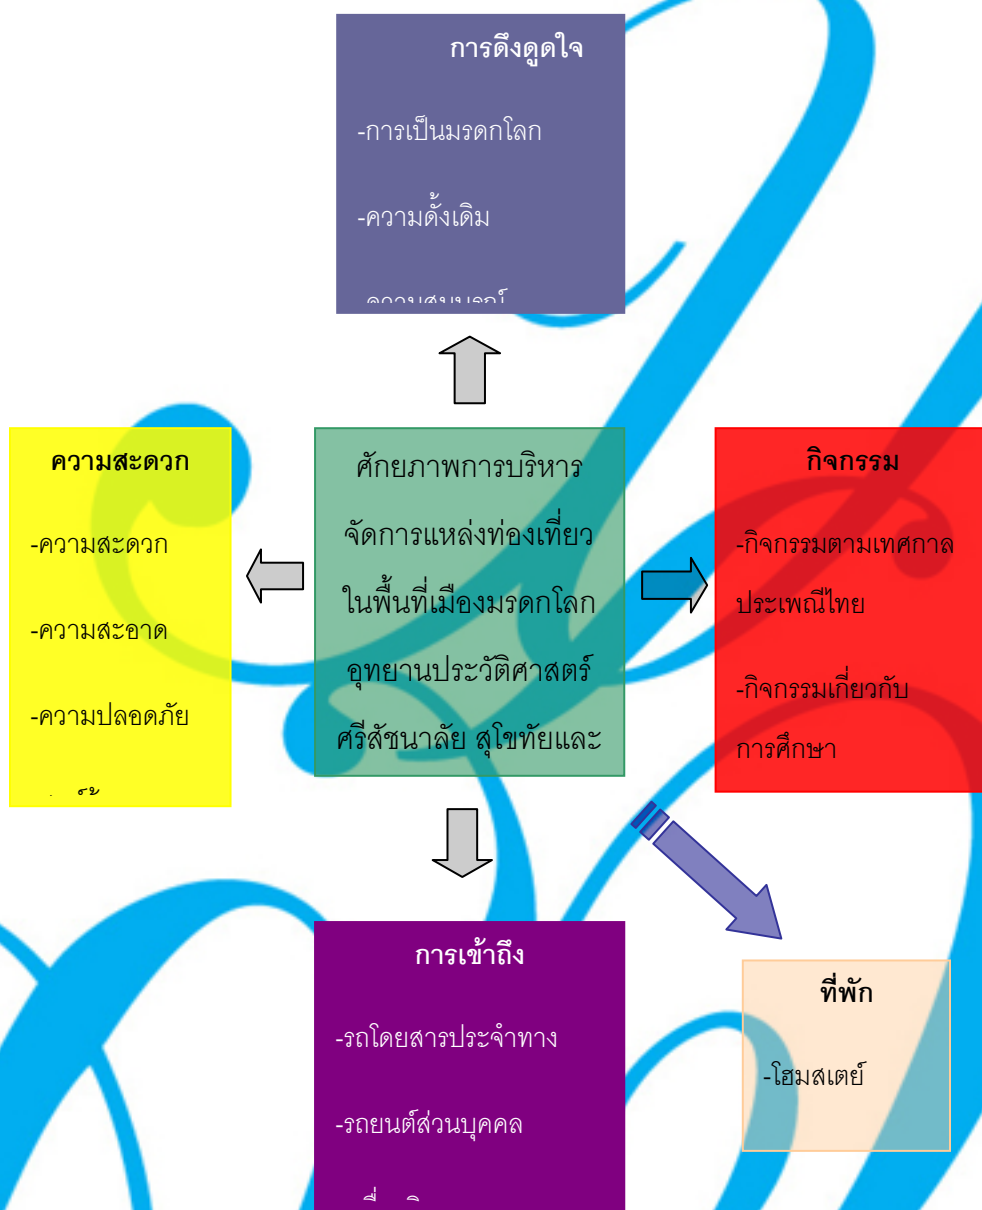 การดึงดูดใจ
-การเป็นมรดกโลก
-ความดั้งเดิม
-ความสมบูรณ์
ความสะดวก
-ความสะดวก
-ความสะอาด
-ความปลอดภัย
ศักยภาพการบริหาร
จัดการแหล่งท่องเที่ยว
ในพื้นที่เมืองมรดกโลก
อุทยานประวัติศาสตร์
ศรีสัชนาลัย สุโขทัยและ
กิจกรรม
-กิจกรรมตามเทศกาล
ประเพณีไทย
-กิจกรรมเกี่ยวกับ
การศึกษา
การเข้าถึง
-รถโดยสารประจำทาง
-รถยนต์ส่วนบุคคล
ที่พัก
-โฮมสเตย์